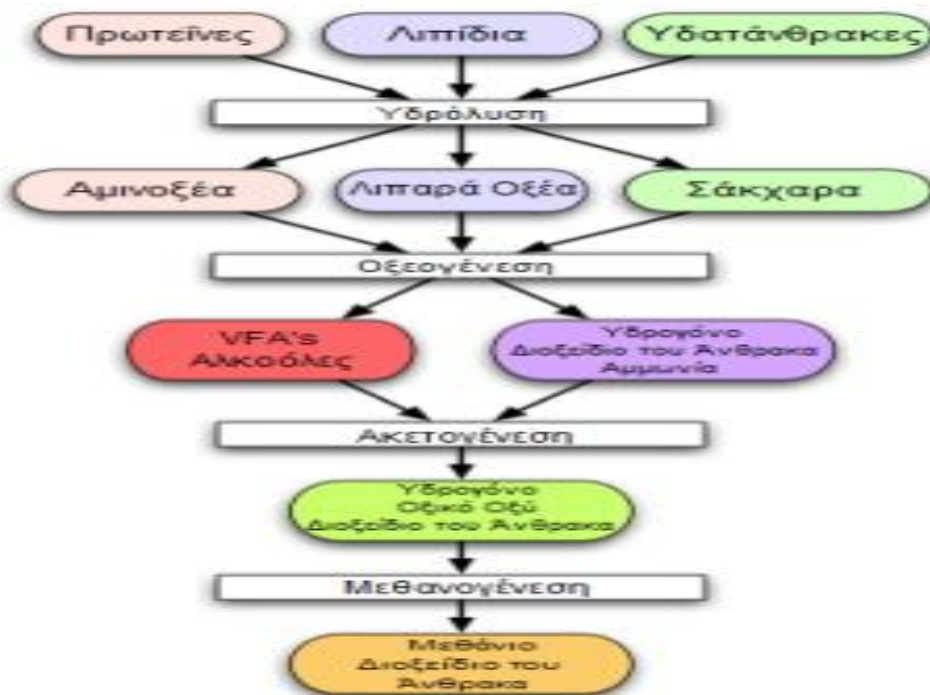 Πρωτεΐνες
Λιπίδια
Υδατάνθρακες
Υδρόλυση
Αμινοξέα
Λιπαρά Οξέα
Σάκχαρα
Οξεογένεση
VFA's
Αλκοόλες
Υδρογόνο
Διοξείδιο του Άνθρακα
Αμμωνία
Ακετογένεση
Υδρογόνο
Οξικό Οξύ
Διοξείδιο του Άνθρακα
Μεθανογένεση
Μεθάνιο
Διοξείδιο του
Άνθρακα